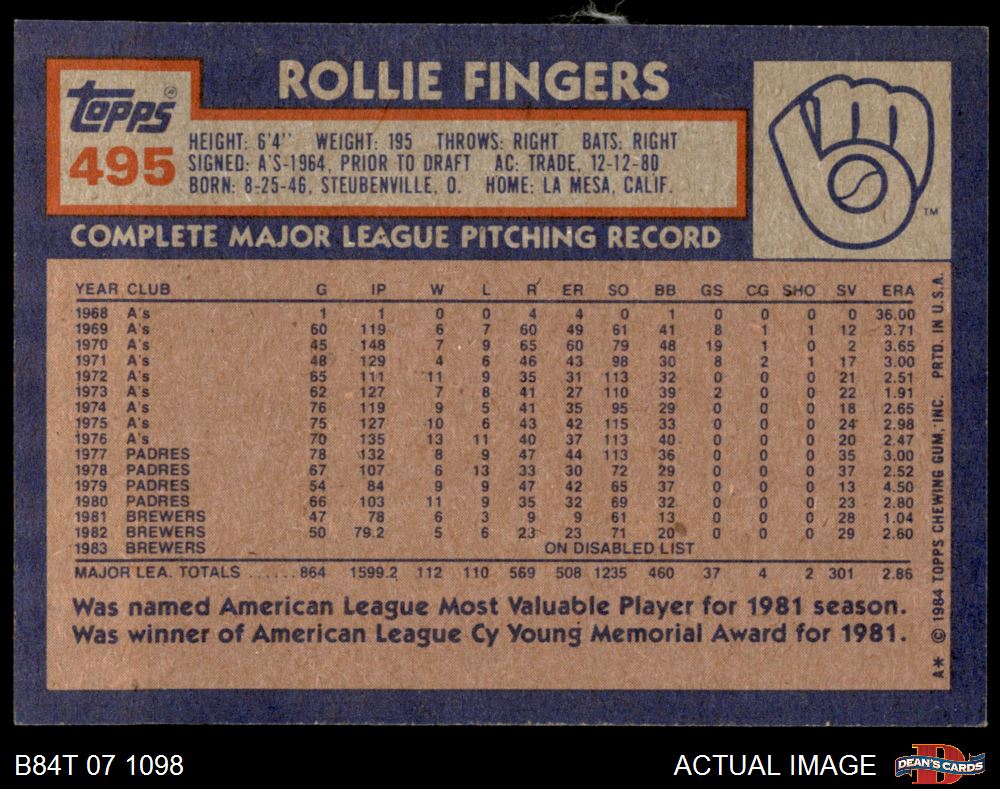 ROLLIE FINGERS
TOPPS
495
HEIGHT: 6'4" WEIGHT: 195 THROWS: RIGHT BATS: RIGHT
SIGNED: A'S-1964, PRIOR TO DRAFT AC: TRADE, 12-12-80
BORN: 8-25-46, STEUBENVILLE, O. HOME: LA MESA, CALIF.
TM
COMPLETE MAJOR LEAGUE PITCHING RECORD
YEAR CLUB G IP W L R ER SO BB GS CG SHO SV ERA
1968 A's 1 1 0 0 4 4 0 1 0 0 0 0 36.00
1969 A's 60 119 6 7 60 49 61 41 8 1 1 12 3.71
1970 A's 45 148 7 9 65 60 79 48 19 1 0 2 3.65
1971 A's 48 129 4 6 46 43 98 30 8 2 1 17 3.00
1972 A's 65 111 11 9 35 31 113 32 0 0 0 21 2.51
1973 A's 62 127 7 8 41 27 110 39 2 0 0 22 1.91
1974 A's 76 119 9 5 41 35 95 29 0 0 0 18 2.65
1975 A's 75 127 10 6 43 42 115 33 0 0 0 24 2.98
1976 A's 70 135 13 11 40 37 113 40 0 0 0 20 2.47
1977 PADRES 78 132 8 9 47 44 113 36 0 0 0 35 3.00
1978 PADRES 67 107 6 13 33 30 72 29 0 0 0 37 2.52
1979 PADRES 54 84 9 9 47 42 65 37 0 0 0 13 4.50
1980 PADRES 66 103 11 9 35 32 69 32 0 0 0 23 2.80
1981 BREWERS 47 78 6 3 9 9 61 13 0 0 0 28 1.04
1982 BREWERS 50 79.2 5 6 23 23 71 20 0 0 0 29 2.60
1983 BREWERS ON DISABLED LIST
MAJOR LEA. TOTALS ......864 1599.2 112 110 569 508 1235 460 37 4 2 301 2.86
Was named American League Most Valuable Player for 1981 season.
Was winner of American League Cy Young Memorial Award for 1981.
A* © 1984 TOPPS CHEWING GUM, INC. PRTD. IN U.S.A.
B84T 07 1098
ACTUAL IMAGE
DEAN'S CARDS